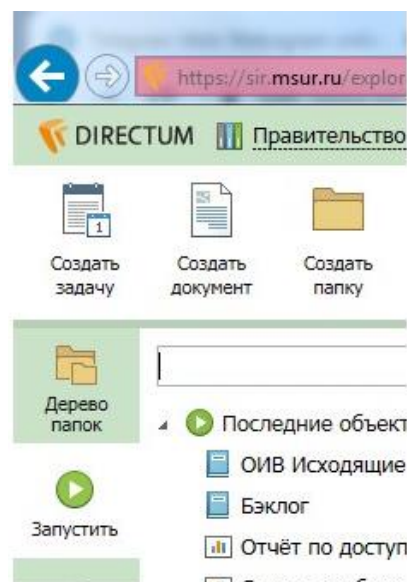 https://sir.msur.ru/explor
DIRECTUM Правительство
1
Создать задачу
Создать документ
Создать папку
Дерево папок
Последние объект
ОИВ Исходящие
Бэклог
Запустить
Отчёт по доступ